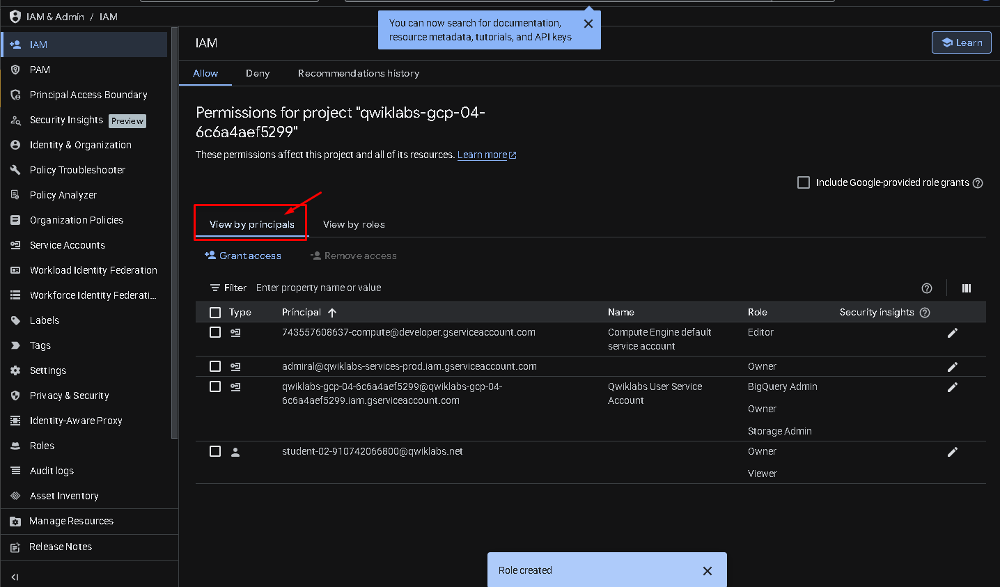 IAM & Admin / IAM
You can now search for documentation,
resource metadata, tutorials, and API keys
IAM
PAM
Principal Access Boundary
Security Insights Preview
Identity & Organization
Policy Troubleshooter
Policy Analyzer
Organization Policies
Service Accounts
Workload Identity Federation
Workforce Identity Federati...
Labels
Tags
Settings
Privacy & Security
Identity-Aware Proxy
Roles
Audit logs
Asset Inventory
Manage Resources
Release Notes
IAM
Learn
Allow Deny Recommendations history
Permissions for project "qwiklabs-gcp-04-
6c6a4aef5299"
These permissions affect this project and all of its resources. Learn more
Include Google-provided role grants
View by principals View by roles
Grant access Remove access
Filter Enter property name or value
Type Principal Name Role Security insights
743557608637-compute@developer.gserviceaccount.com Compute Engine default Editor
service account
admiral@qwiklabs-services-prod.iam.gserviceaccount.com Owner
qwiklabs-gcp-04-6c6a4aef5299@qwiklabs-gcp-04- Qwiklabs User Service BigQuery Admin
6c6a4aef5299.iam.gserviceaccount.com Account
Owner
Storage Admin
student-02-910742066800@qwiklabs.net Owner
Viewer
Role created